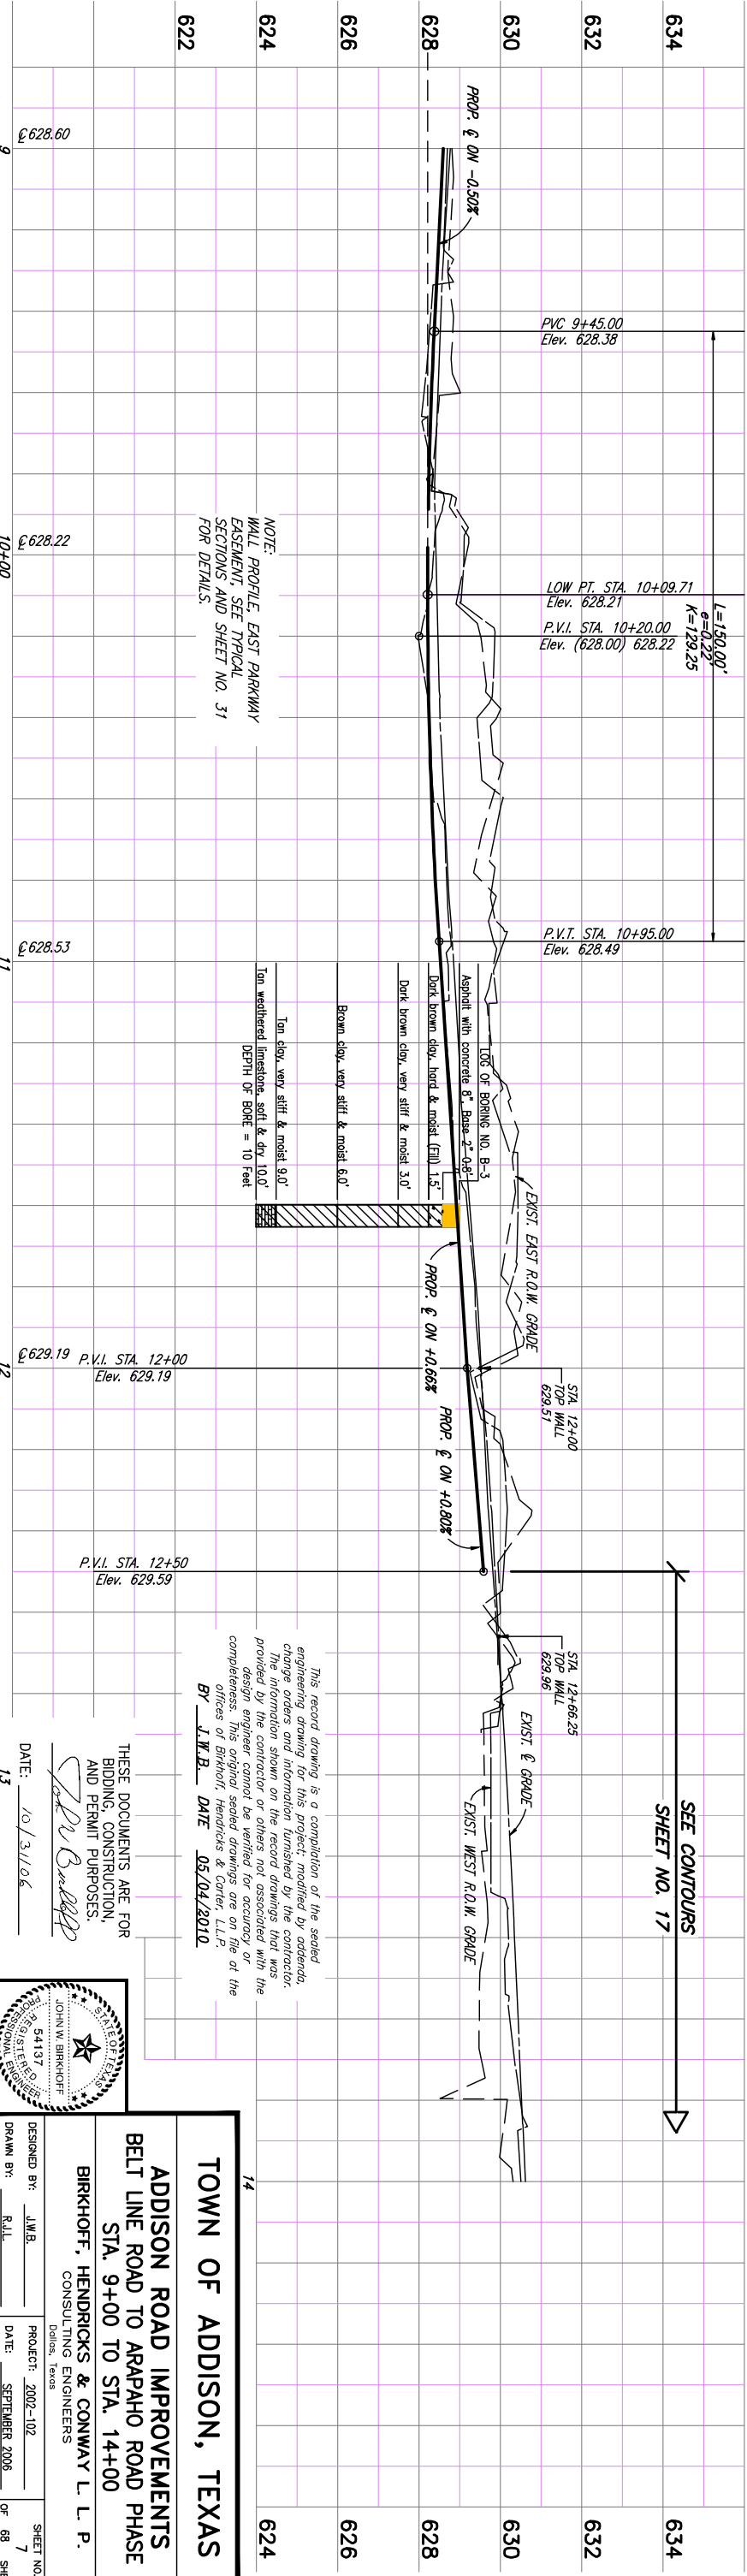 634
632
630
628
626
624
622
PROP. ℄ ON -0.50%
PVC 9+45.00
Elev. 628.38
L=150.00'
e=0.22'
K=129.25
LOW PT. STA. 10+09.71
Elev. 628.21
P.V.I. STA. 10+20.00
Elev. (628.00) 628.22
P.V.T. STA. 10+95.00
Elev. 628.49
NOTE:
WALL PROFILE, EAST PARKWAY
EASEMENT, SEE TYPICAL
SECTIONS AND SHEET NO. 31
FOR DETAILS.
LOG OF BORING NO. B-3
Asphalt with concrete 8", Base 2" 0.8'
Dark brown clay, hard & moist (Fill) 1.5'
Dark brown clay, very stiff & moist 3.0'
Brown clay, very stiff & moist 6.0'
Tan clay, very stiff & moist 9.0'
Tan weathered limestone, soft & dry 10.0'
DEPTH OF BORE = 10 Feet
EXIST. EAST R.O.W. GRADE
PROP. ℄ ON +0.66%
STA. 12+00
TOP WALL
629.51
P.V.I. STA. 12+00
Elev. 629.19
PROP. ℄ ON +0.80%
P.V.I. STA. 12+50
Elev. 629.59
STA. 12+66.25
TOP WALL
629.96
EXIST. ℄ GRADE
EXIST. WEST R.O.W. GRADE
SEE CONTOURS
SHEET NO. 17
℄ 628.60
℄ 628.22
℄ 628.53
℄ 629.19
9
10+00
11
12
13
14
634
632
630
628
626
624
This record drawing is a compilation of the sealed
engineering drawing for this project; modified by addenda,
change orders and information furnished by the contractor.
The information shown on the record drawings that was
provided by the contractor or others not associated with the
design engineer cannot be verified for accuracy or
completeness. This original sealed drawings are on file at the
offices of Birkhoff, Hendricks & Carter, L.L.P.
BY J.W.B. DATE 05/04/2010
THESE DOCUMENTS ARE FOR
BIDDING, CONSTRUCTION,
AND PERMIT PURPOSES.
John W Birkhoff
DATE: 10/31/06
STATE OF TEXAS
JOHN W. BIRKHOFF
54137
REGISTERED
PROFESSIONAL ENGINEER
TOWN OF ADDISON, TEXAS
ADDISON ROAD IMPROVEMENTS
BELT LINE ROAD TO ARAPAHO ROAD PHASE
STA. 9+00 TO STA. 14+00
BIRKHOFF, HENDRICKS & CONWAY L. L. P.
CONSULTING ENGINEERS
Dallas, Texas
DESIGNED BY: J.W.B.
PROJECT: 2002-102
SHEET NO.
7
DRAWN BY: R.J.L.
DATE: SEPTEMBER 2006
OF 68